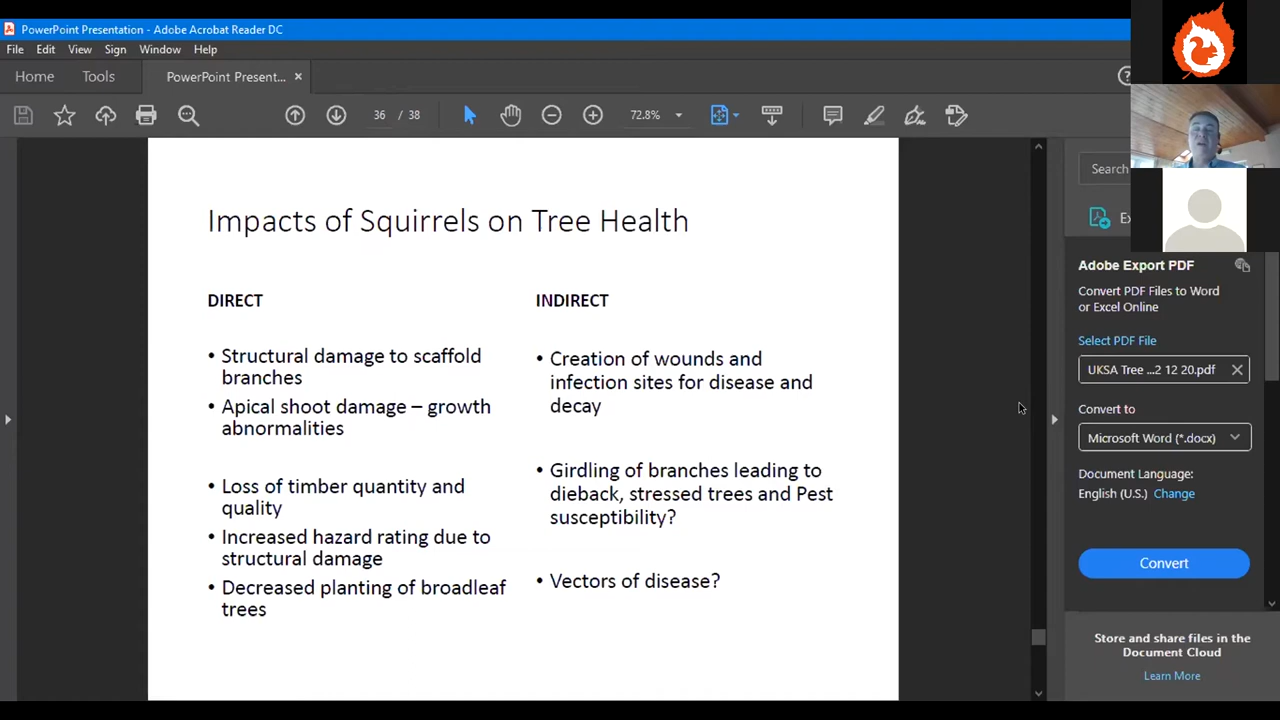 PowerPoint Presentation - Adobe Acrobat Reader DC
File Edit View Sign Window Help
Home Tools PowerPoint Present... ×
36 / 38 72.8%
Search
Impacts of Squirrels on Tree Health
DIRECT
• Structural damage to scaffold
branches
• Apical shoot damage – growth
abnormalities
• Loss of timber quantity and
quality
• Increased hazard rating due to
structural damage
• Decreased planting of broadleaf
trees
INDIRECT
• Creation of wounds and
infection sites for disease and
decay
• Girdling of branches leading to
dieback, stressed trees and Pest
susceptibility?
• Vectors of disease?
Adobe Export PDF
Convert PDF Files to Word
or Excel Online
Select PDF File
UKSA Tree ...2 12 20.pdf ×
Convert to
Microsoft Word (*.docx)
Document Language:
English (U.S.) Change
Convert
Store and share files in the
Document Cloud
Learn More